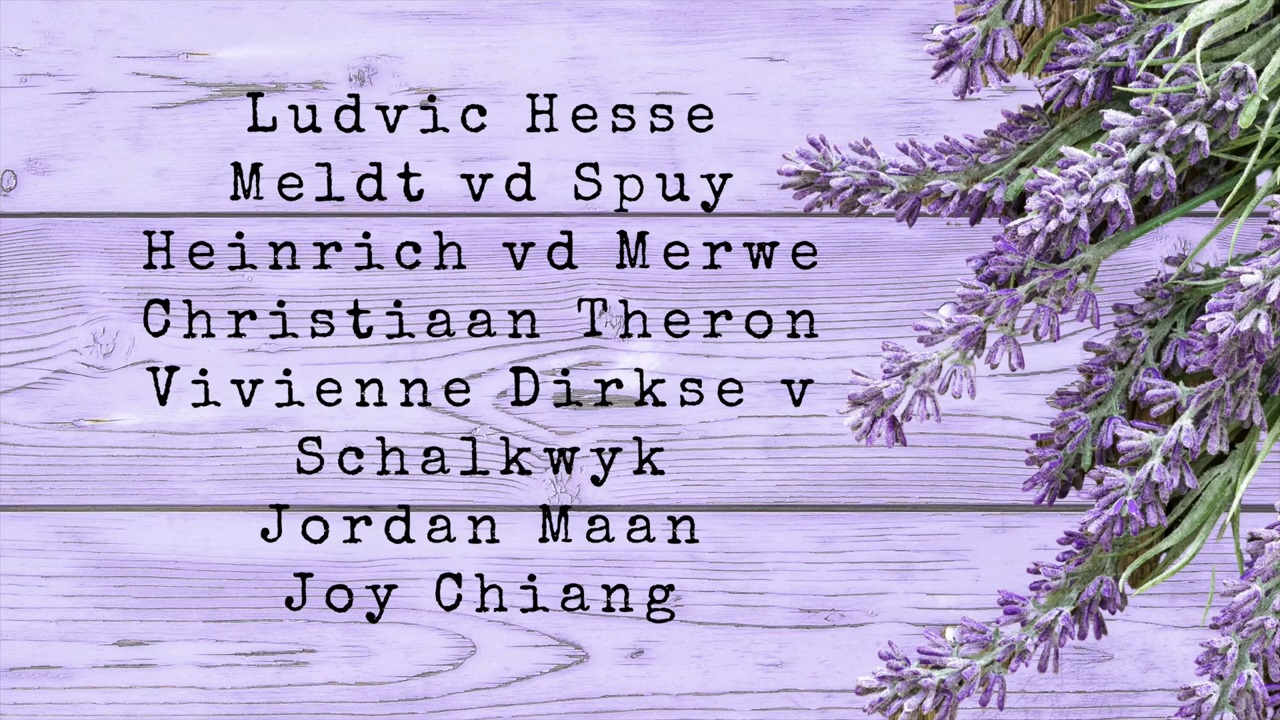 Ludvic Hesse
Meldt vd Spuy
Heinrich vd Merwe
Christiaan Theron
Vivienne Dirkse v
Schalkwyk
Jordan Maan
Joy Chiang